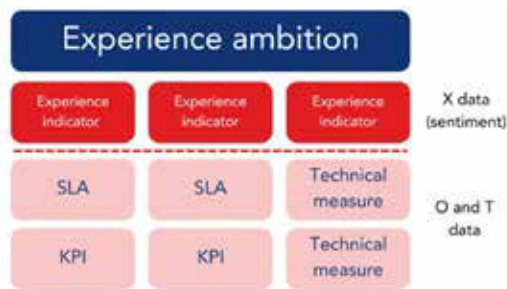 Experience ambition
Experience Experience Experience
indicator indicator indicator
X data
(sentiment)
SLA SLA Technical
measure
KPI KPI Technical
measure
O and T
data